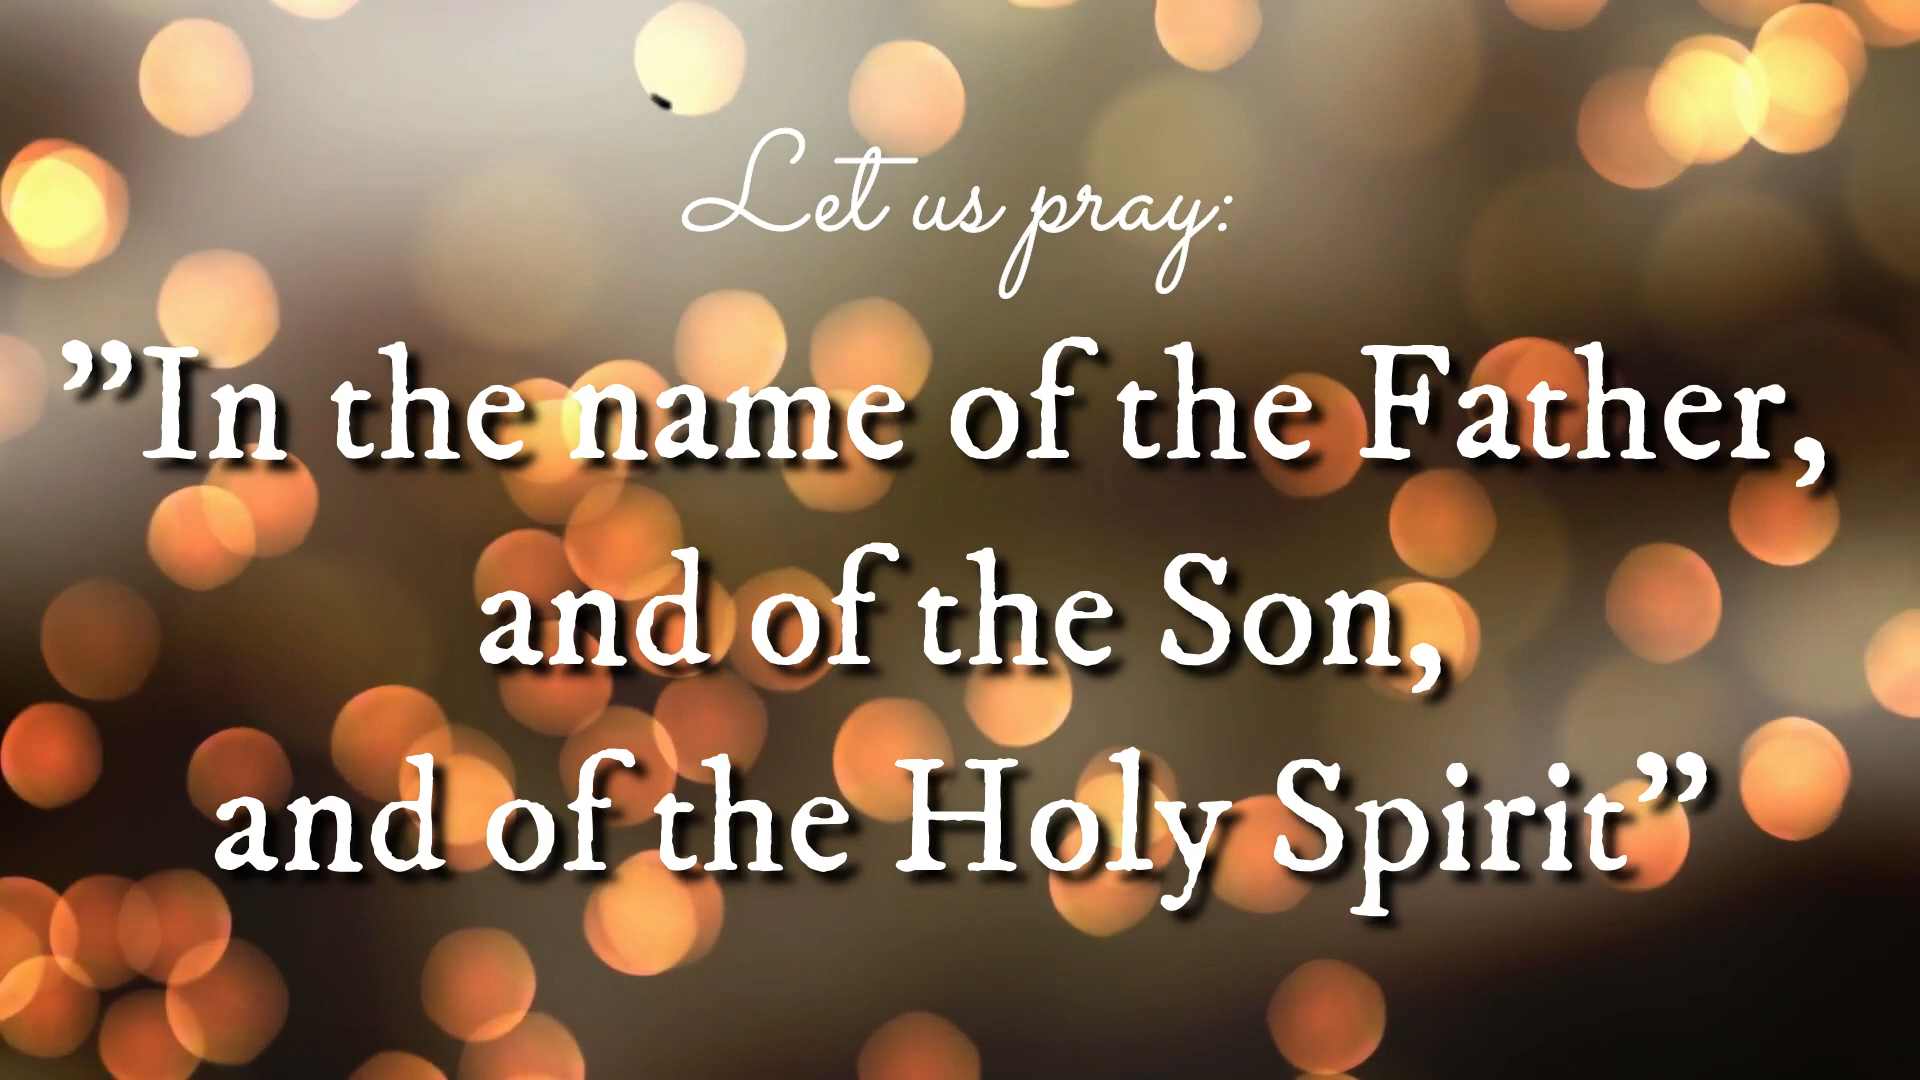 Let us pray:
”In the name of the Father,
and of the Son,
and of the Holy Spirit”